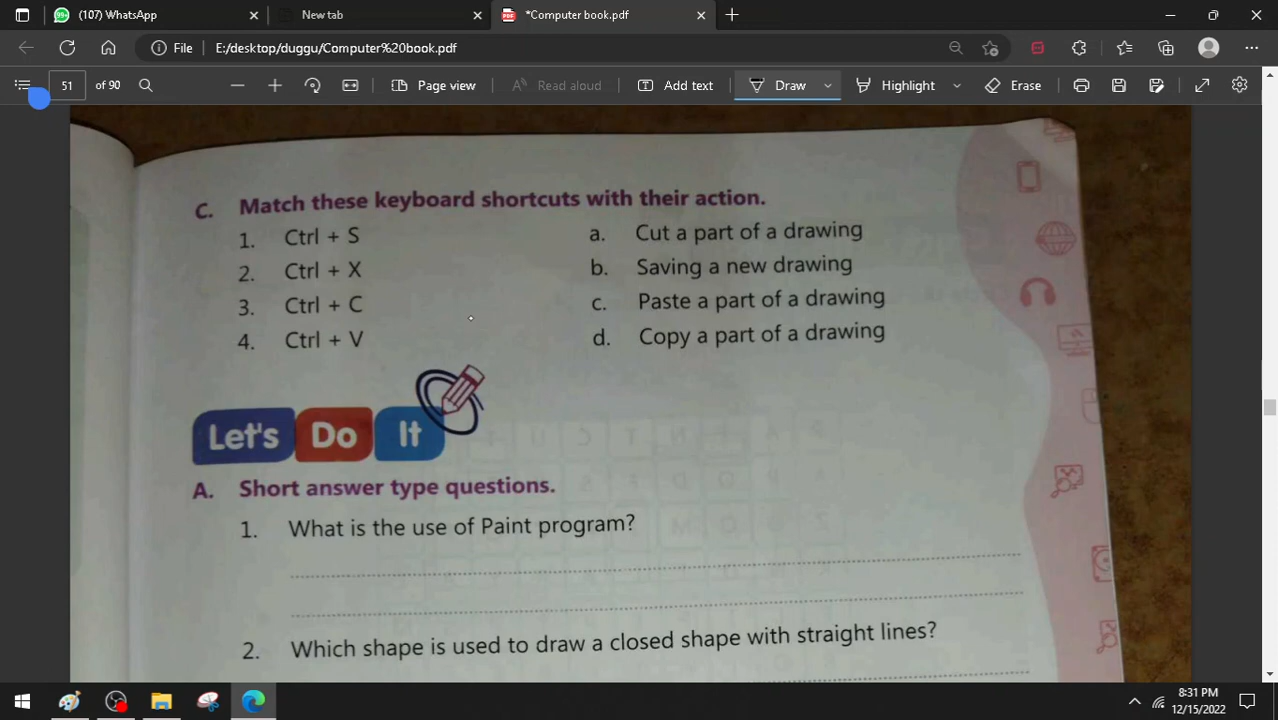 (107) WhatsApp
New tab
*Computer book.pdf
File E:/desktop/duggu/Computer%20book.pdf
51 of 90
Page view
Read aloud
Add text
Draw
Highlight
Erase
C. Match these keyboard shortcuts with their action.
1. Ctrl + S a. Cut a part of a drawing
2. Ctrl + X b. Saving a new drawing
3. Ctrl + C c. Paste a part of a drawing
4. Ctrl + V d. Copy a part of a drawing
Let's Do It
A. Short answer type questions.
1. What is the use of Paint program?
2. Which shape is used to draw a closed shape with straight lines?
8:31 PM
12/15/2022